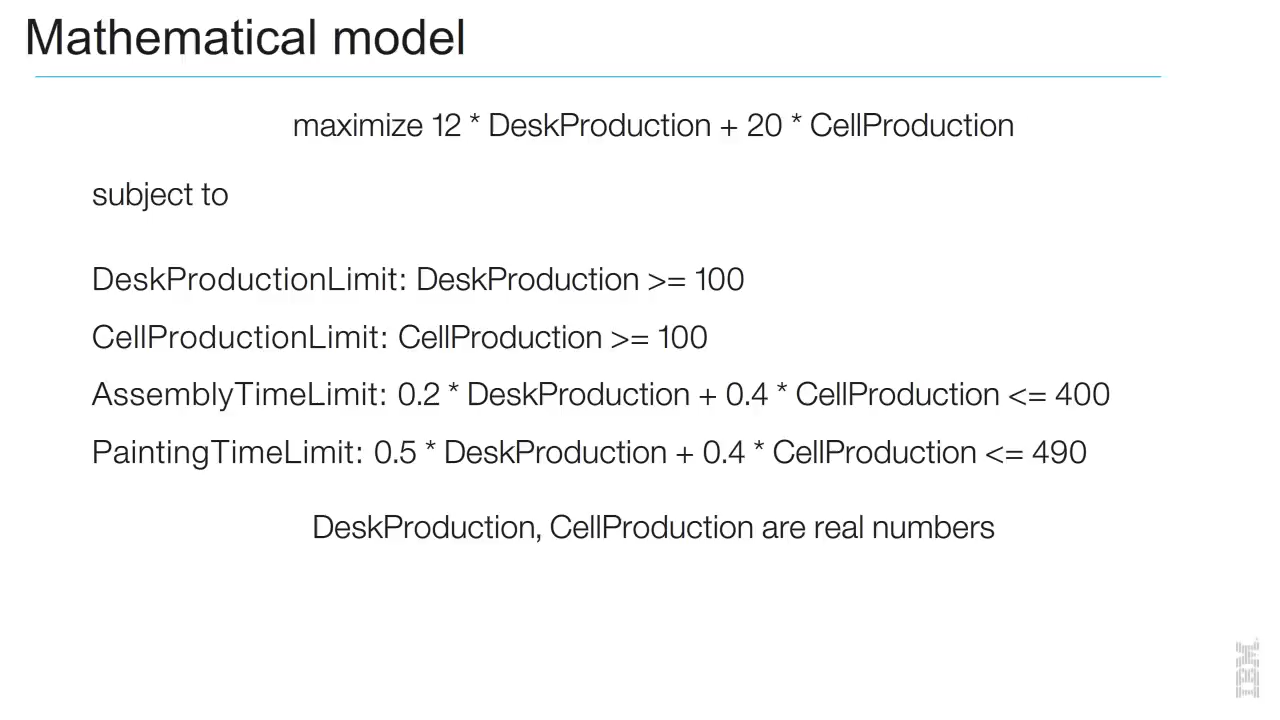 Mathematical model
maximize 12 * DeskProduction + 20 * CellProduction
subject to
DeskProductionLimit: DeskProduction >= 100
CellProductionLimit: CellProduction >= 100
AssemblyTimeLimit: 0.2 * DeskProduction + 0.4 * CellProduction <= 400
PaintingTimeLimit: 0.5 * DeskProduction + 0.4 * CellProduction <= 490
DeskProduction, CellProduction are real numbers
IBM